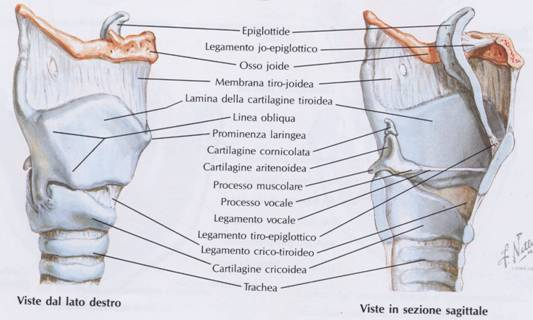 Epiglottide
Legamento jo-epiglottico
Osso joide
Membrana tiro-joidea
Lamina della cartilagine tiroidea
Linea obliqua
Prominenza laringea
Cartilagine cornicolata
Cartilagine aritenoidea
Processo muscolare
Processo vocale
Legamento vocale
Legamento tiro-epiglottico
Legamento crico-tiroideo
Cartilagine cricoidea
Trachea
Viste dal lato destro
Viste in sezione sagittale